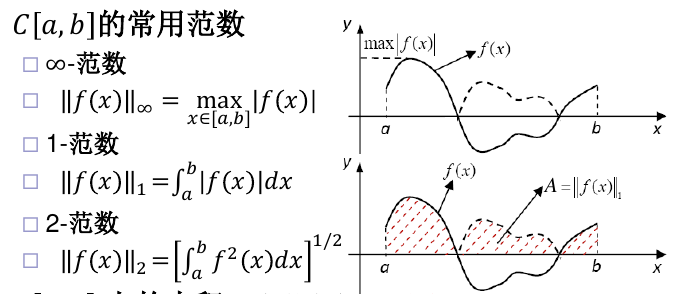 C[a, b]的常用范数
∞-范数
‖f(x)‖∞ = max x∈[a,b] |f(x)|
1-范数
‖f(x)‖₁ = ∫ₐᵇ|f(x)|dx
2-范数
‖f(x)‖₂ = [∫ₐᵇ f²(x)dx]^1/2
y
max|f(x)|
f(x)
a
b
x
y
f(x)
A = ‖f(x)‖₁
a
b
x